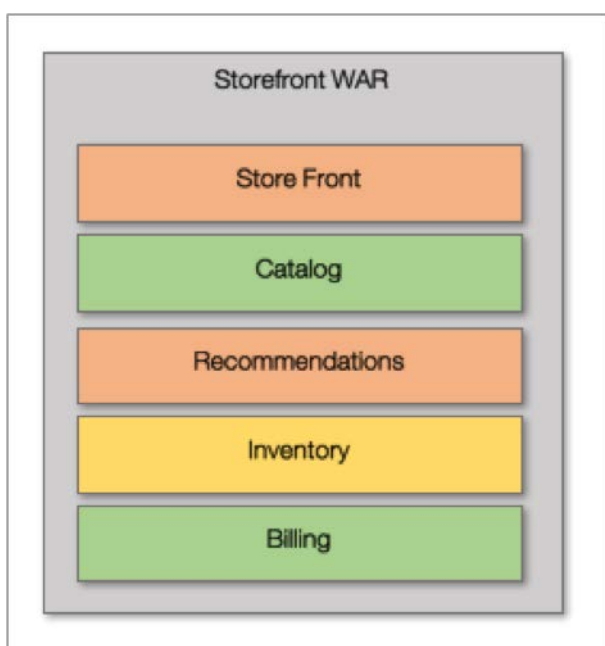 Storefront WAR
Store Front
Catalog
Recommendations
Inventory
Billing